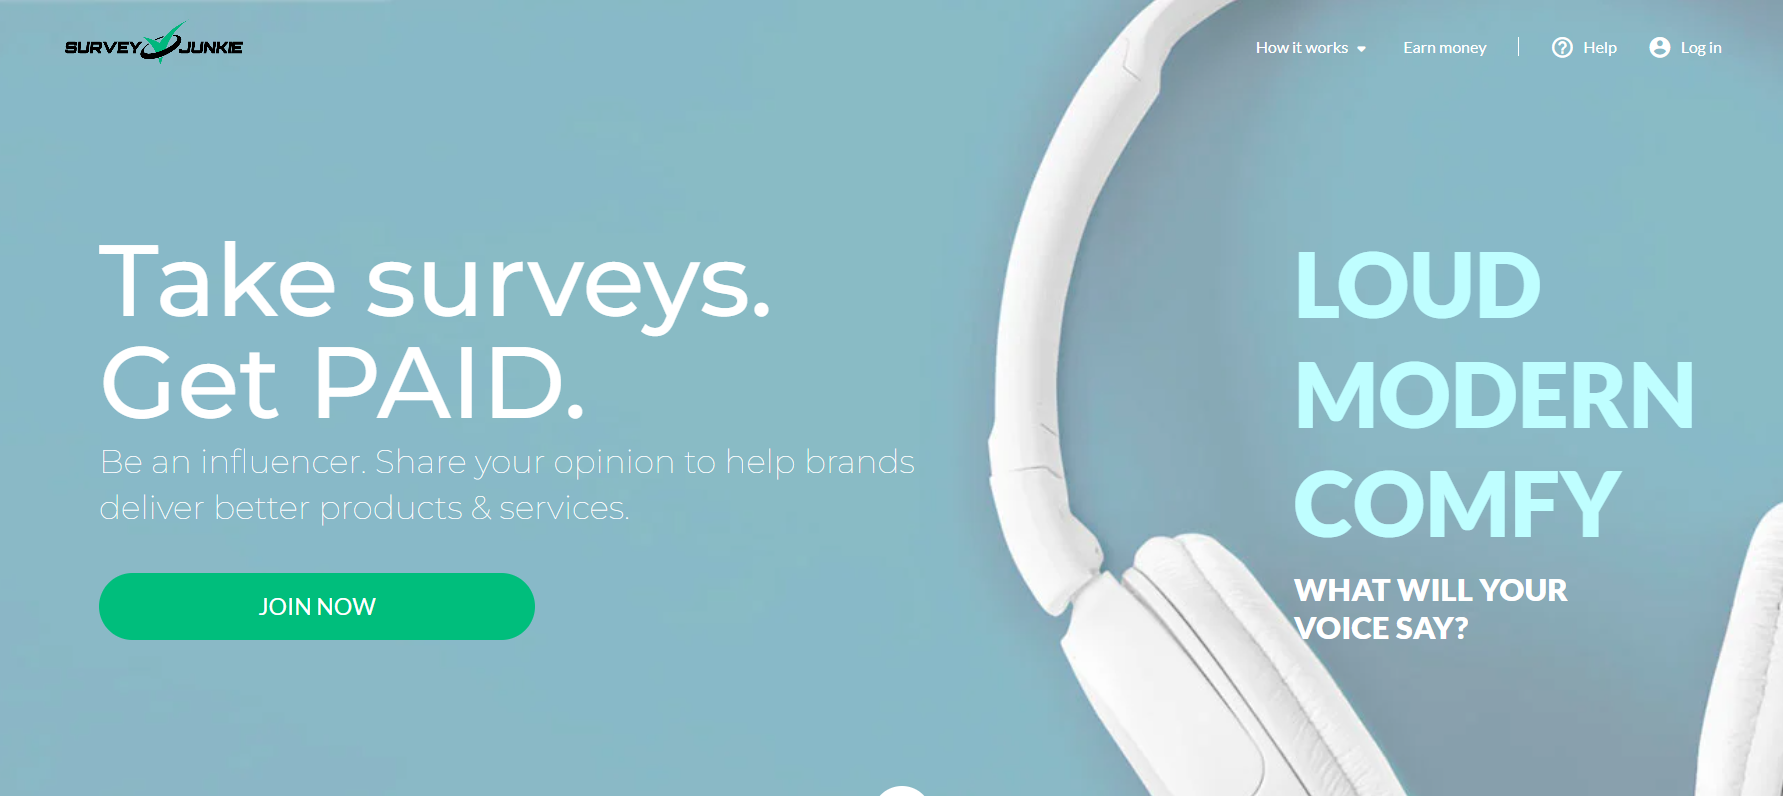 SURVEY JUNKIE
How it works
Earn money
Help
Log in
Take surveys.
Get PAID.
Be an influencer. Share your opinion to help brands
deliver better products & services.
JOIN NOW
LOUD
MODERN
COMFY
WHAT WILL YOUR
VOICE SAY?